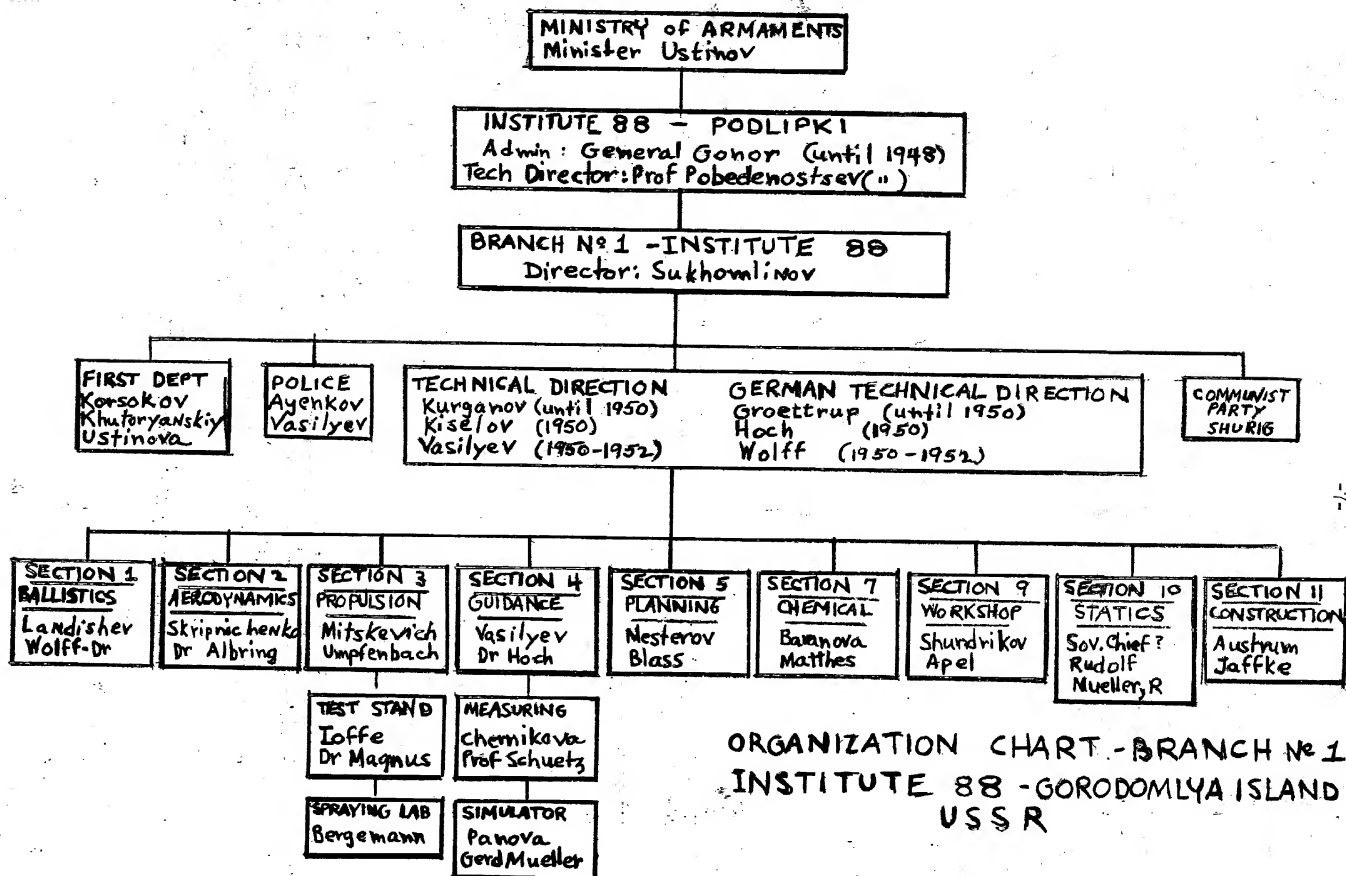 MINISTRY of ARMAMENTS
Minister Ustinov
INSTITUTE 88 - PODLIPKI
Admin: General Gonor (until 1948)
Tech Director: Prof Pobedenostsev (")
BRANCH № 1 - INSTITUTE 88
Director: Sukhomlinov
FIRST DEPT
Korsokov
Khutoryanskiy
Ustinova
POLICE
Ayenkov
Vasilyev
TECHNICAL DIRECTION
Kurganov (until 1950)
Kiselov (1950)
Vasilyev (1950-1952)
GERMAN TECHNICAL DIRECTION
Groettrup (until 1950)
Hoch (1950)
Wolff (1950-1952)
COMMUNIST
PARTY
SHURIG
SECTION 1
BALLISTICS
Landishev
Wolff-Dr
SECTION 2
AERODYNAMICS
Skripnichenko
Dr Albring
SECTION 3
PROPULSION
Mitskevich
Umpfenbach
TEST STAND
Ioffe
Dr Magnus
SPRAYING LAB
Bergemann
SECTION 4
GUIDANCE
Vasilyev
Dr Hoch
MEASURING
Chernikova
Prof Schuetz
SIMULATOR
Panova
Gerd Mueller
SECTION 5
PLANNING
Nesterov
Blass
SECTION 7
CHEMICAL
Baranova
Matthes
SECTION 9
WORKSHOP
Shundrikov
Apel
SECTION 10
STATICS
Sov. Chief?
Rudolf
Mueller, R
SECTION 11
CONSTRUCTION
Austrum
Jaffke
ORGANIZATION CHART - BRANCH № 1
INSTITUTE 88 - GORODOMLYA ISLAND
USSR